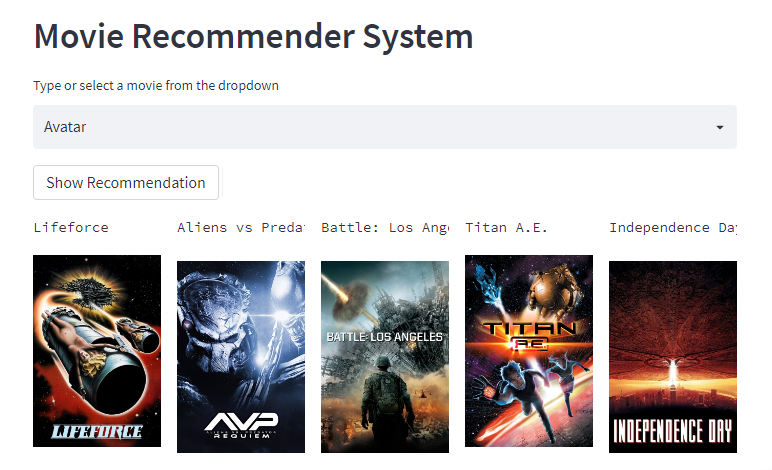 Movie Recommender System
Type or select a movie from the dropdown
Avatar
Show Recommendation
Lifeforce
Aliens vs Preda
Battle: Los Ang
Titan A.E.
Independence Da
LIFEFORCE
AVP
REQUIEM
BATTLE: LOS ANGELES
TITAN
A.E.
INDEPENDENCE DAY